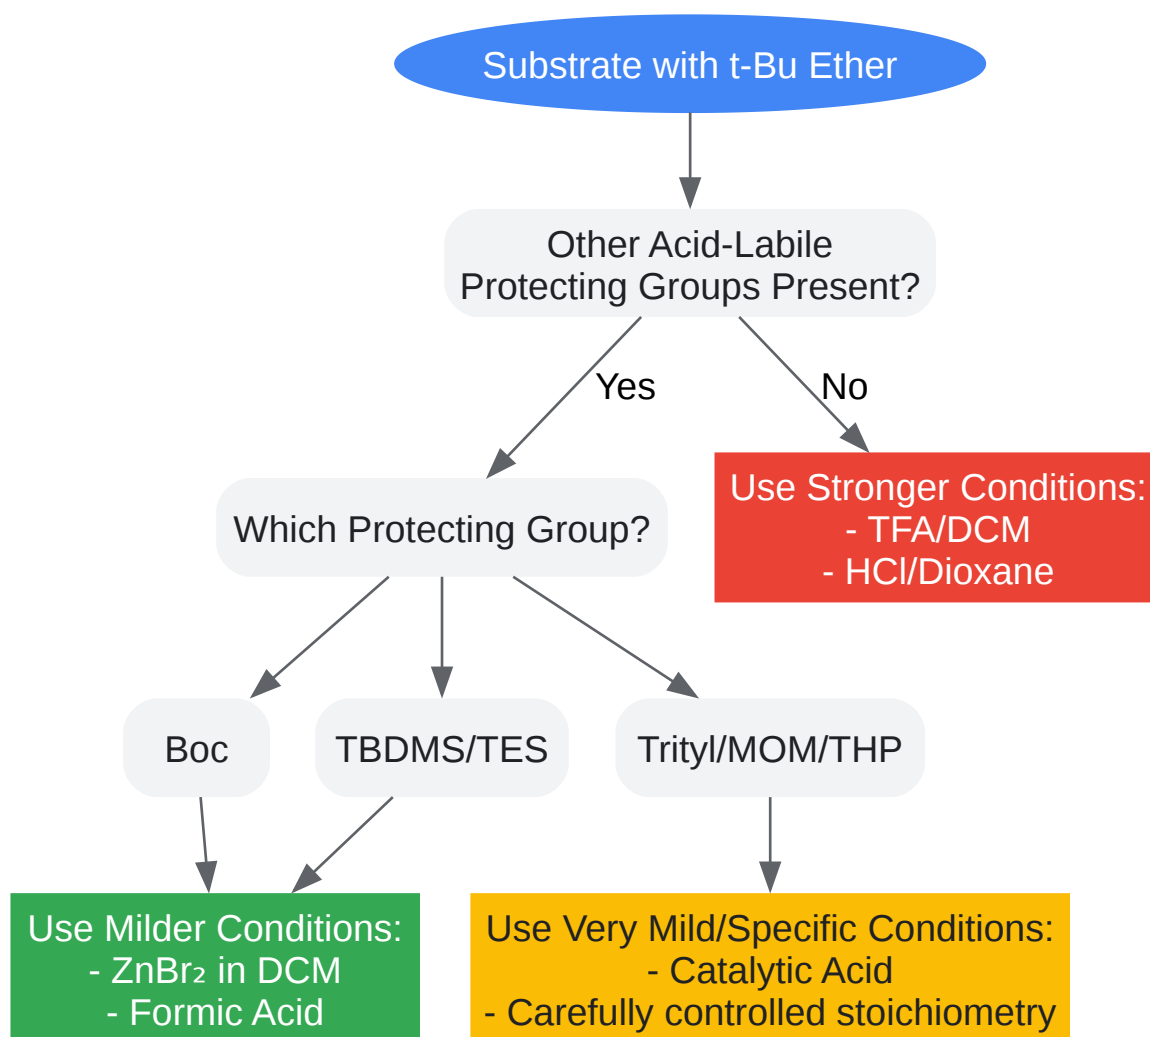 Substrate with t-Bu Ether
Other Acid-Labile
Protecting Groups Present?
Yes
No
Use Stronger Conditions:
- TFA/DCM
- HCl/Dioxane
Which Protecting Group?
Boc
TBDMS/TES
Trityl/MOM/THP
Use Milder Conditions:
- ZnBr₂ in DCM
- Formic Acid
Use Very Mild/Specific Conditions:
- Catalytic Acid
- Carefully controlled stoichiometry